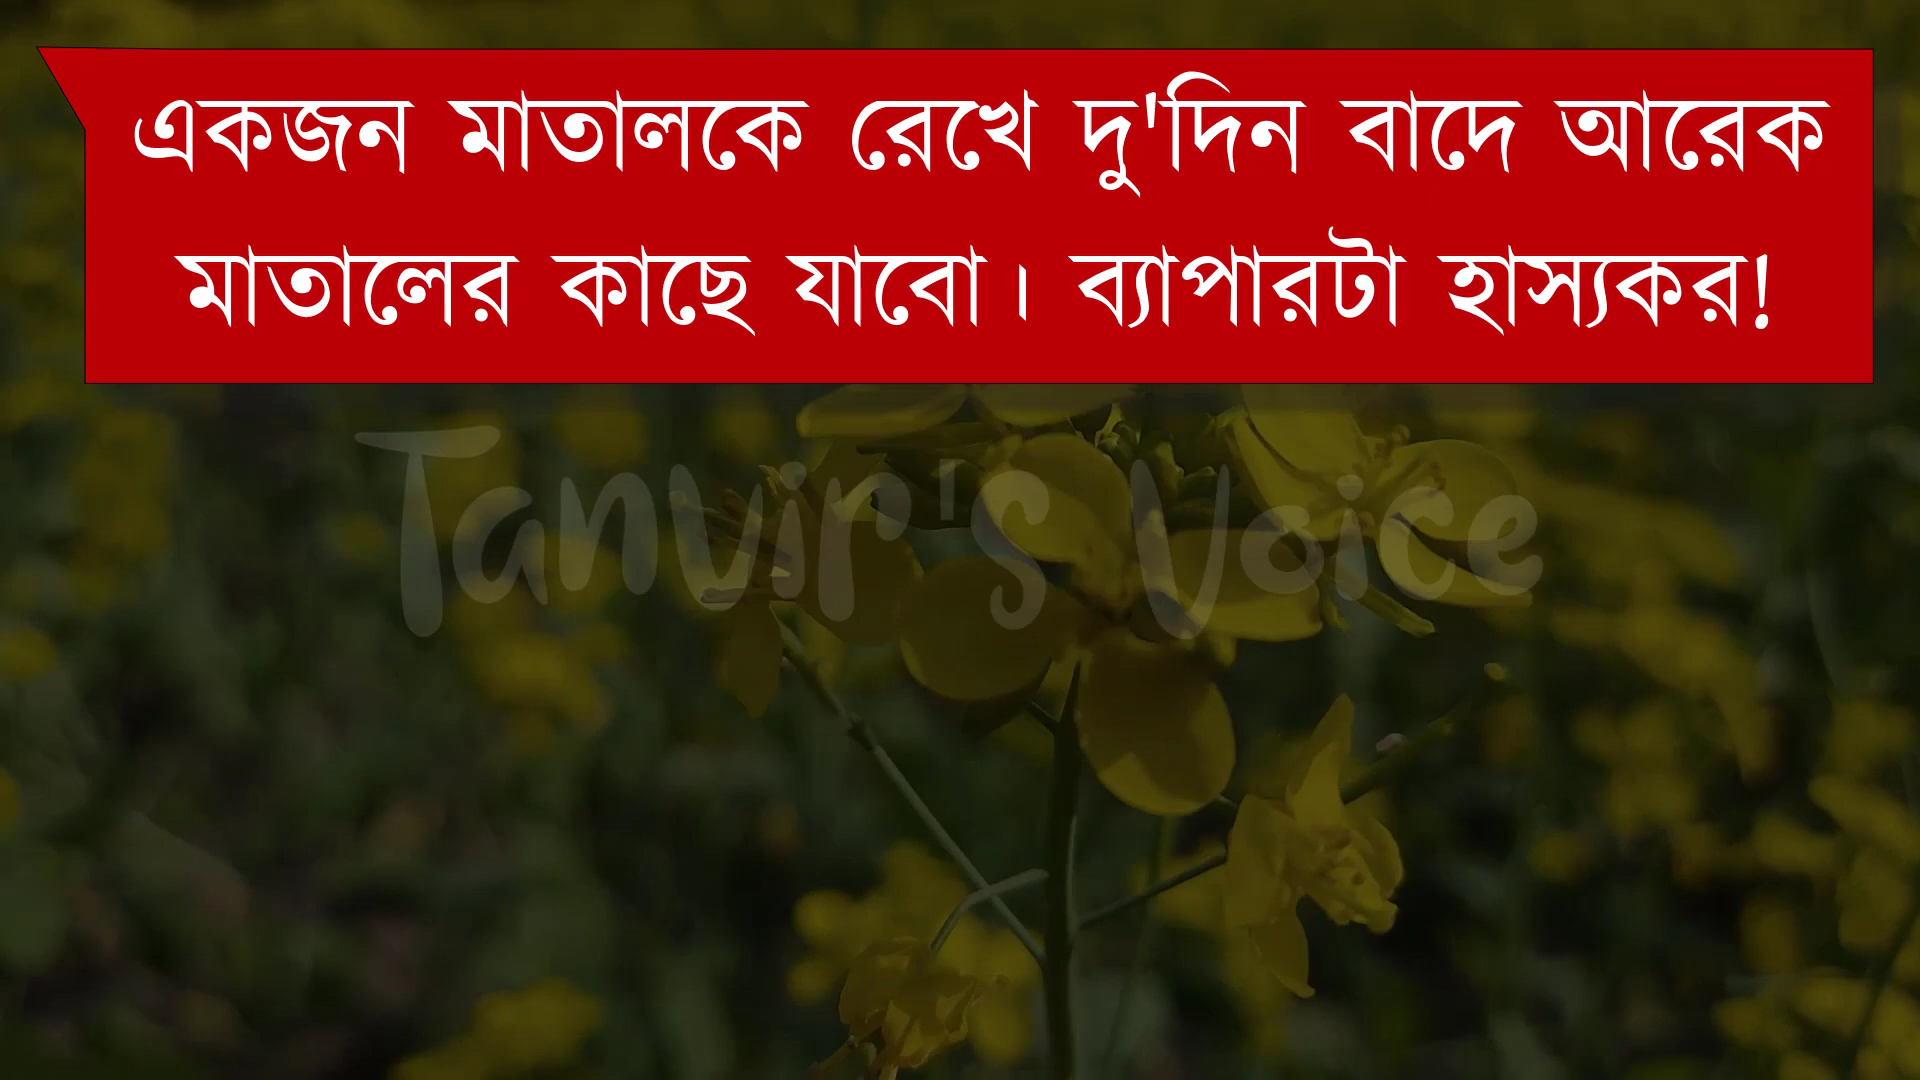 একজন মাতালকে রেখে দু'দিন বাদে আরেক
মাতালের কাছে যাবো। ব্যাপারটা হাস্যকর!
Tanvir's Voice